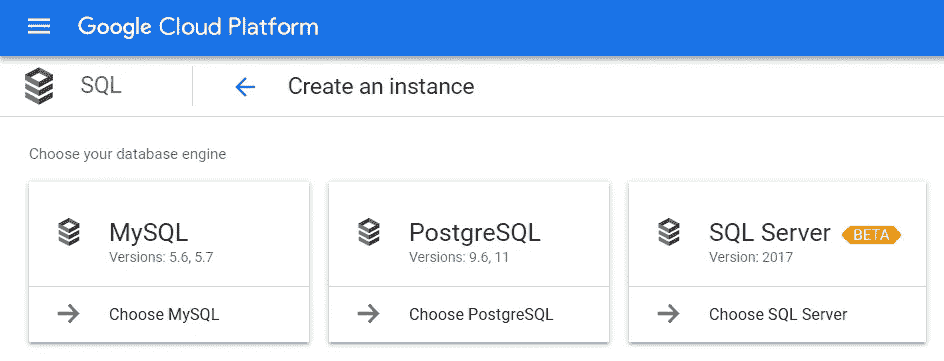 Google Cloud Platform
SQL
Create an instance
Choose your database engine
MySQL
Versions: 5.6, 5.7
Choose MySQL
PostgreSQL
Versions: 9.6, 11
Choose PostgreSQL
SQL Server BETA
Version: 2017
Choose SQL Server